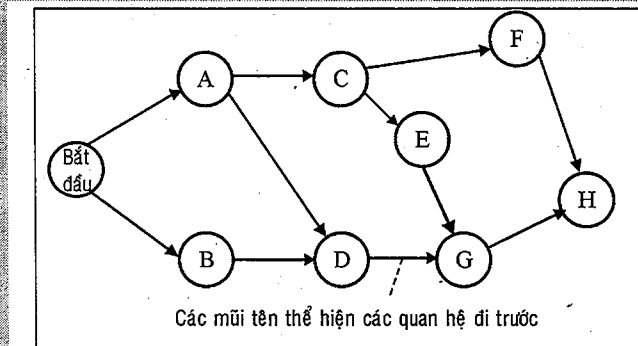 F
A
C
E
Bắt
đầu
H
B
D
G
Các mũi tên thể hiện các quan hệ đi trước